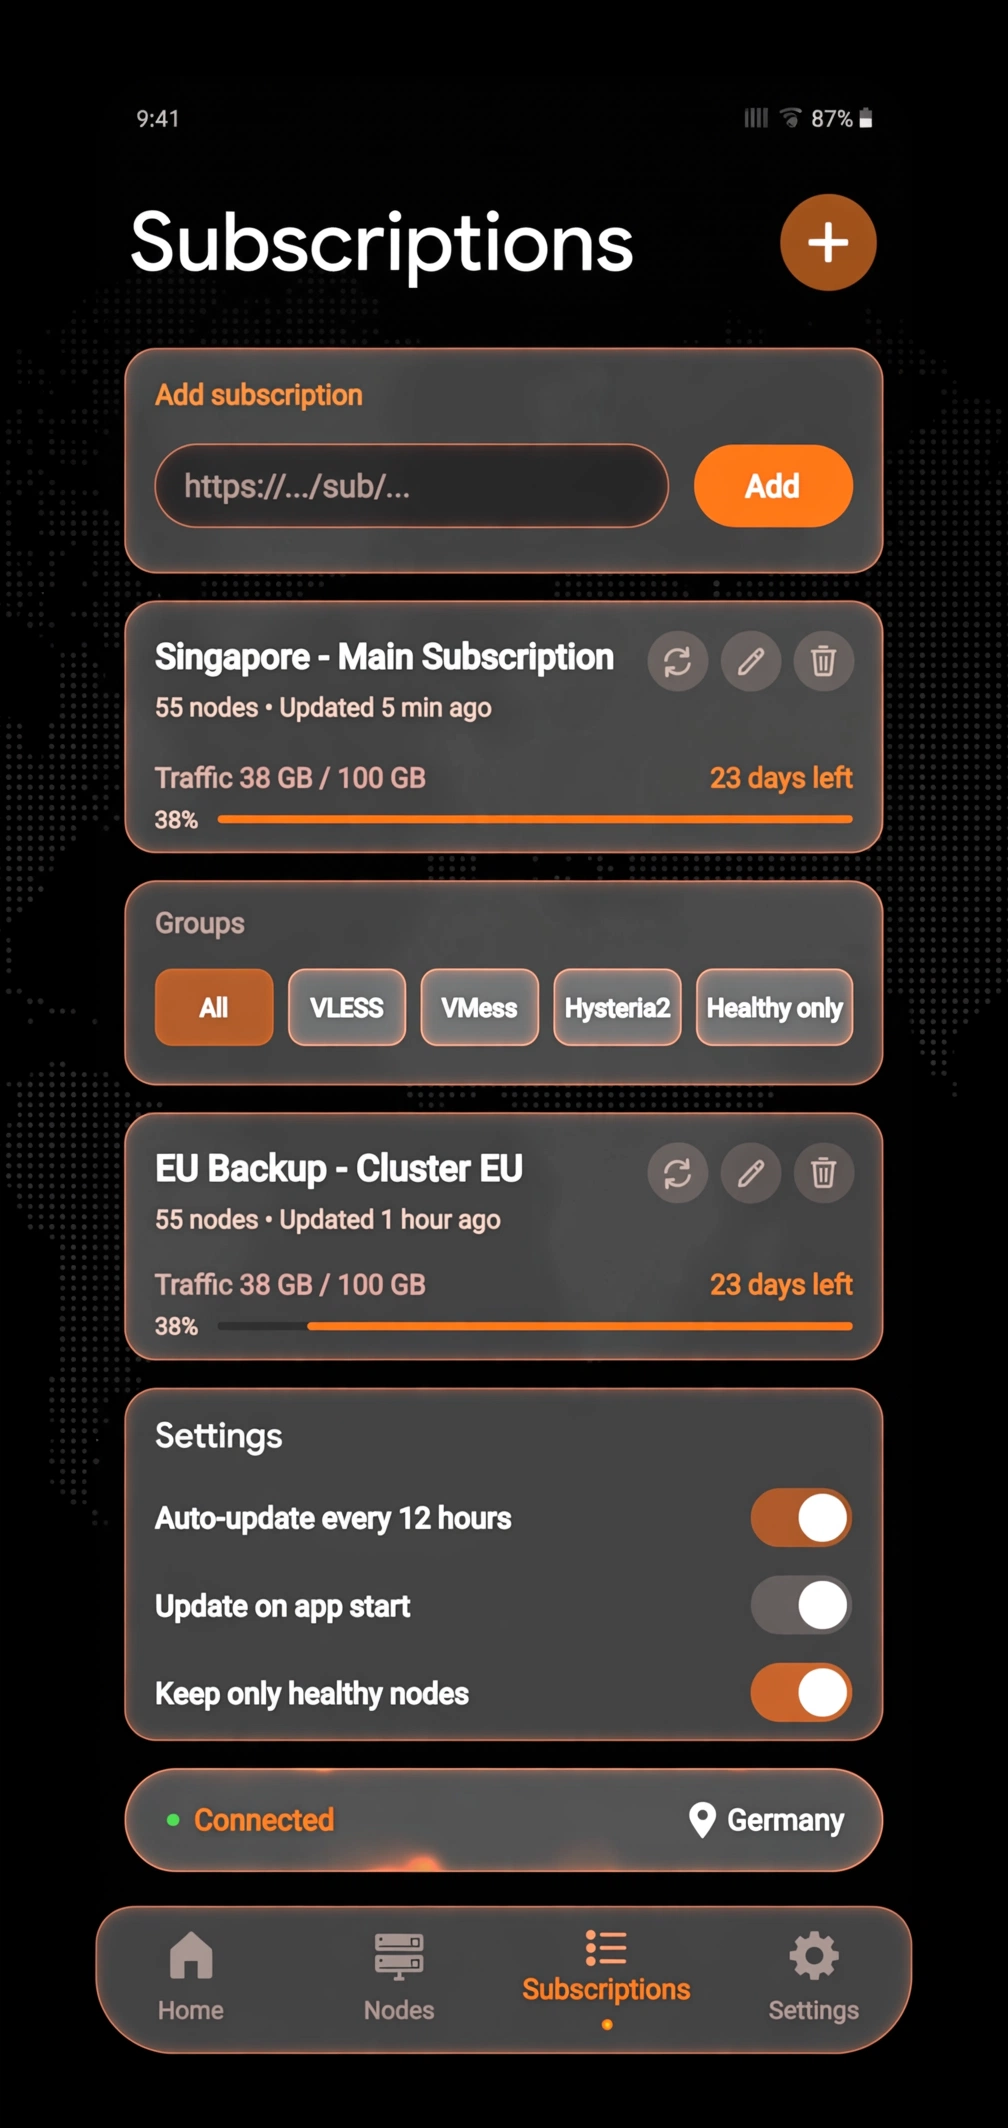 9:41 87%
Subscriptions
Add subscription
https://.../sub/... Add
Singapore - Main Subscription
55 nodes • Updated 5 min ago
Traffic 38 GB / 100 GB 23 days left
38%
Groups
All VLESS VMess Hysteria2 Healthy only
EU Backup - Cluster EU
55 nodes • Updated 1 hour ago
Traffic 38 GB / 100 GB 23 days left
38%
Settings
Auto-update every 12 hours
Update on app start
Keep only healthy nodes
Connected Germany
Home Nodes Subscriptions Settings